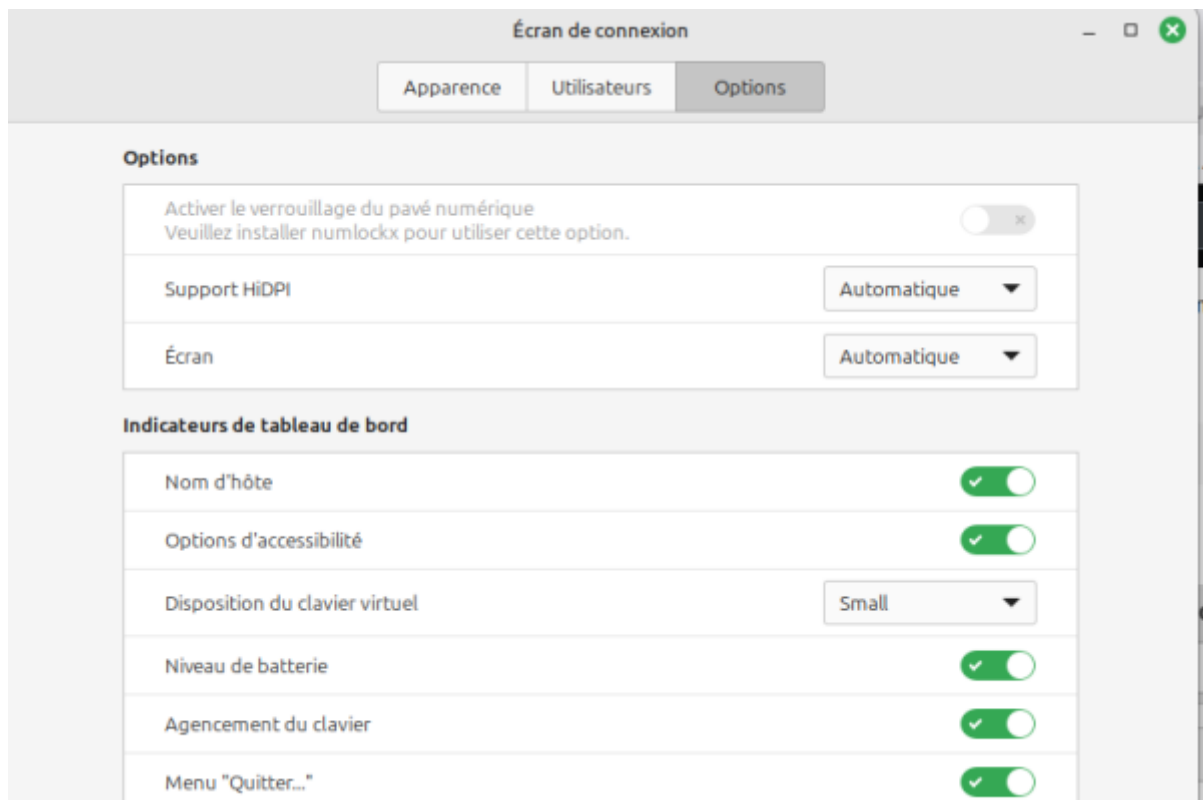 Écran de connexion
Apparence
Utilisateurs
Options
Options
Activer le verrouillage du pavé numérique
Veuillez installer numlockx pour utiliser cette option.
Support HiDPI
Automatique
Écran
Automatique
Indicateurs de tableau de bord
Nom d'hôte
Options d'accessibilité
Disposition du clavier virtuel
Small
Niveau de batterie
Agencement du clavier
Menu "Quitter..."